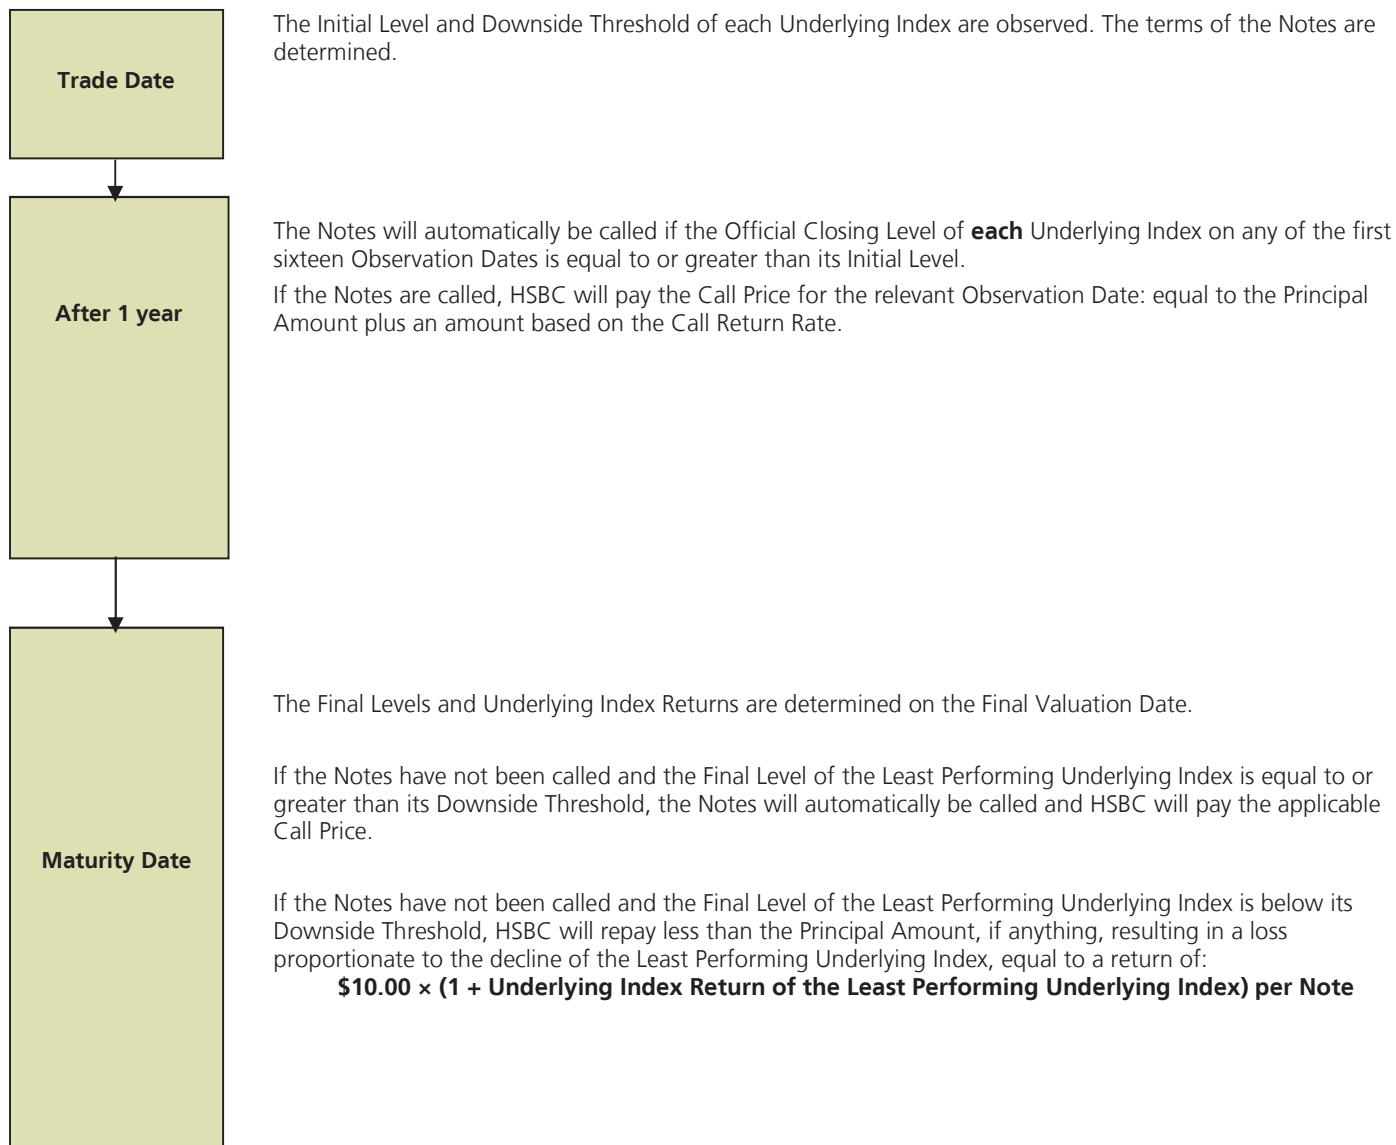 Trade Date
The Initial Level and Downside Threshold of each Underlying Index are observed. The terms of the Notes are
determined.
After 1 year
The Notes will automatically be called if the Official Closing Level of each Underlying Index on any of the first
sixteen Observation Dates is equal to or greater than its Initial Level.
If the Notes are called, HSBC will pay the Call Price for the relevant Observation Date: equal to the Principal
Amount plus an amount based on the Call Return Rate.
Maturity Date
The Final Levels and Underlying Index Returns are determined on the Final Valuation Date.
If the Notes have not been called and the Final Level of the Least Performing Underlying Index is equal to or
greater than its Downside Threshold, the Notes will automatically be called and HSBC will pay the applicable
Call Price.
If the Notes have not been called and the Final Level of the Least Performing Underlying Index is below its
Downside Threshold, HSBC will repay less than the Principal Amount, if anything, resulting in a loss
proportionate to the decline of the Least Performing Underlying Index, equal to a return of:
$10.00 × (1 + Underlying Index Return of the Least Performing Underlying Index) per Note